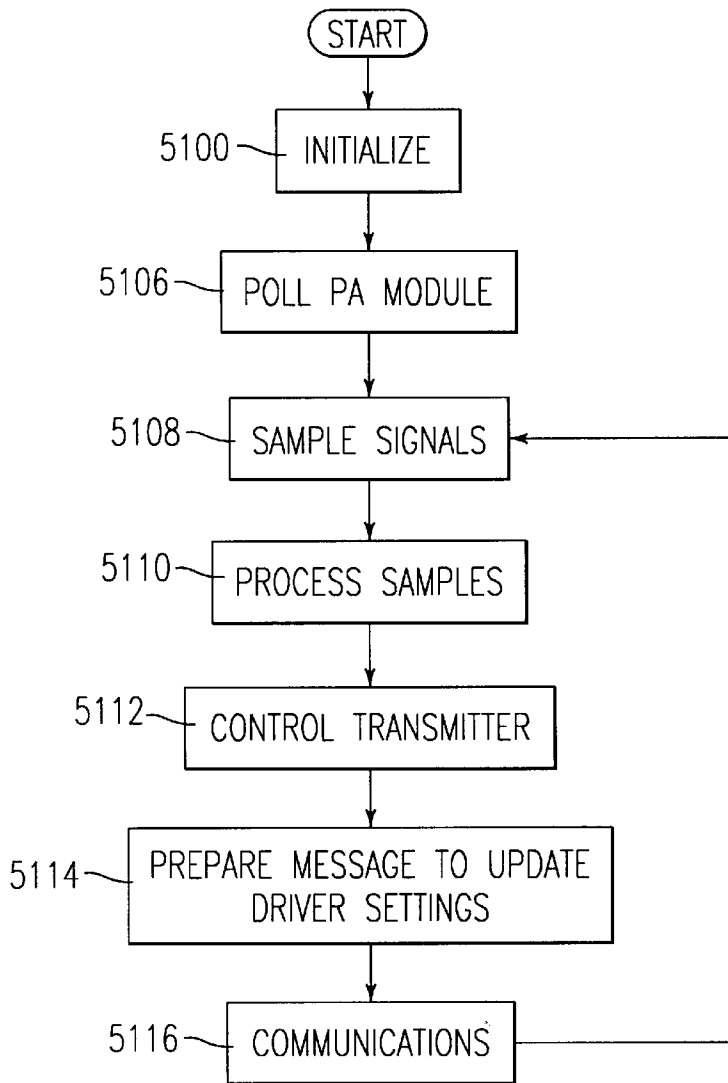 START
5100
INITIALIZE
5106
POLL PA MODULE
5108
SAMPLE SIGNALS
5110
PROCESS SAMPLES
5112
CONTROL TRANSMITTER
5114
PREPARE MESSAGE TO UPDATE
DRIVER SETTINGS
5116
COMMUNICATIONS